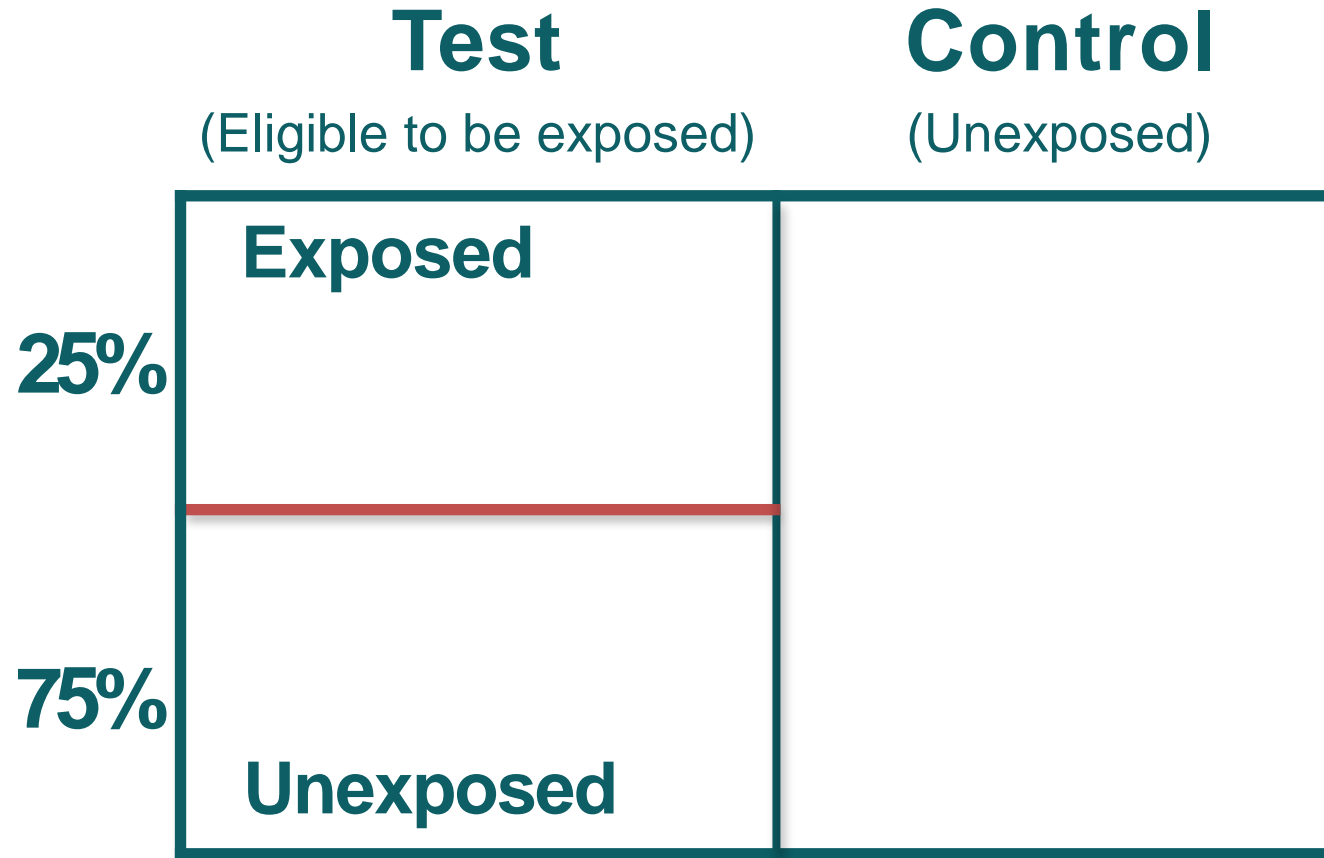 Test Control
(Eligible to be exposed) (Unexposed)
Exposed
25%
75%
Unexposed